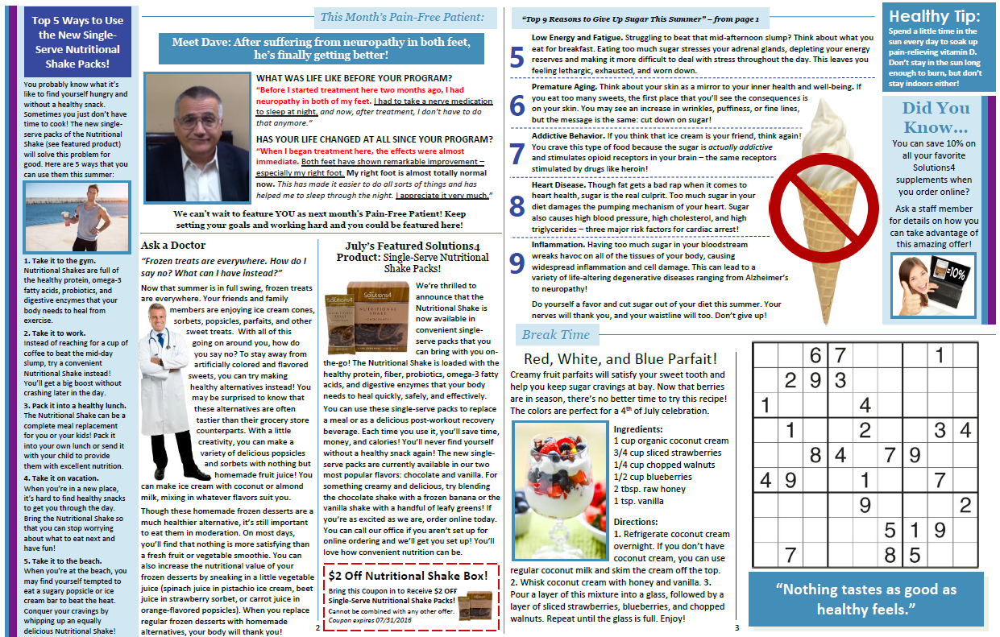 Top 5 Ways to Use
the New Single-
Serve Nutritional
Shake Packs!
You probably know what it's
like to find yourself hungry and
without a healthy snack.
Sometimes you just don't have
time to cook! The new single-
serve packs of the Nutritional
Shake (see featured product)
will solve this problem for
good. Here are 5 ways that you
can use them this summer:
1. Take it to the gym.
Nutritional Shakes are full of
the healthy protein, omega-3
fatty acids, probiotics, and
digestive enzymes that your
body needs to heal from
exercise.
2. Take it to work.
Instead of reaching for a cup of
coffee to beat the mid-day
slump, try a convenient
Nutritional Shake instead!
You'll get a big boost without
crashing later in the day.
3. Pack it into a healthy lunch.
The Nutritional Shake can be a
complete meal replacement
for you or your kids! Pack it
into your own lunch or send it
with your child to provide
them with excellent nutrition.
4. Take it on vacation.
When you're in a new place,
it's hard to find healthy snacks
to get you through the day.
Bring the Nutritional Shake so
that you can stop worrying
about what to eat next and
have fun!
5. Take it to the beach.
When you're at the beach, you
may find yourself tempted to
eat a sugary popsicle or ice
cream bar to beat the heat.
Conquer your cravings by
whipping up an equally
delicious Nutritional Shake!
This Month's Pain-Free Patient:
Meet Dave: After suffering from neuropathy in both feet,
he's finally getting better!
WHAT WAS LIFE LIKE BEFORE YOUR PROGRAM?
"Before I started treatment here two months ago, I had
neuropathy in both of my feet. I had to take a nerve medication
to sleep at night, and now, after treatment, I don't have to do
that anymore."
HAS YOUR LIFE CHANGED AT ALL SINCE YOUR PROGRAM?
"When I began treatment here, the effects were almost
immediate. Both feet have shown remarkable improvement –
especially my right foot. My right foot is almost totally normal
now. This has made it easier to do all sorts of things and has
helped me to sleep through the night. I appreciate it very much."
We can't wait to feature YOU as next month's Pain-Free Patient! Keep
setting your goals and working hard and you could be featured here!
Ask a Doctor
"Frozen treats are everywhere. How do I
say no? What can I have instead?"
Now that summer is in full swing, frozen treats
are everywhere. Your friends and family
members are enjoying ice cream cones,
sorbets, popsicles, parfaits, and other
sweet treats. With all of this
going on around you, how do
you say no? To stay away from
artificially colored and flavored
sweets, you can try making
healthy alternatives instead! You
may be surprised to know that
these alternatives are often
tastier than their grocery store
counterparts. With a little
creativity, you can make a
variety of delicious popsicles
and sorbets with nothing but
homemade fruit juice! You
can make ice cream with coconut or almond
milk, mixing in whatever flavors suit you.
Though these homemade frozen desserts are a
much healthier alternative, it's still important
to eat them in moderation. On most days,
you'll find that nothing is more satisfying than
a fresh fruit or vegetable smoothie. You can
also increase the nutritional value of your
frozen desserts by sneaking in a little vegetable
juice (spinach juice in pistachio ice cream, beet
juice in strawberry sorbet, or carrot juice in
orange-flavored popsicles). When you replace
regular frozen desserts with homemade
alternatives, your body will thank you!
2
July's Featured Solutions4
Product: Single-Serve Nutritional
Shake Packs!
Solutions4
NUTRITIONAL
SHAKE
We're thrilled to
announce that the
Nutritional Shake is
now available in
convenient single-
serve packs that you
can bring with you on-
the-go! The Nutritional Shake is loaded with the
healthy protein, fiber, probiotics, omega-3 fatty
acids, and digestive enzymes that your body
needs to heal quickly, safely, and effectively.
You can use these single-serve packs to replace
a meal or as a delicious post-workout recovery
beverage. Each time you use it, you'll save time,
money, and calories! You'll never find yourself
without a healthy snack again! The new single-
serve packs are currently available in our two
most popular flavors: chocolate and vanilla. For
something creamy and delicious, try blending
the chocolate shake with a frozen banana or the
vanilla shake with a handful of leafy greens! If
you're as excited as we are, order online today.
You can call our office if you aren't set up for
online ordering and we'll get you set up! You'll
love how convenient nutrition can be.
$2 Off Nutritional Shake Box!
Bring this Coupon in to Receive $2 OFF
Single-Serve Nutritional Shake Packs!
Cannot be combined with any other offer.
Coupon expires 07/31/2016
"Top 9 Reasons to Give Up Sugar This Summer" – from page 1
5
Low Energy and Fatigue. Struggling to beat that mid-afternoon slump? Think about what you
eat for breakfast. Eating too much sugar stresses your adrenal glands, depleting your energy
reserves and making it more difficult to deal with stress throughout the day. This leaves you
feeling lethargic, exhausted, and worn down.
6
Premature Aging. Think about your skin as a mirror to your inner health and well-being. If
you eat too many sweets, the first place that you'll see the consequences is
on your skin. You may see an increase in wrinkles, puffiness, or fine lines,
but the message is the same: cut down on sugar!
7
Addictive Behavior. If you think that ice cream is your friend, think again!
You crave this type of food because the sugar is actually addictive
and stimulates opioid receptors in your brain – the same receptors
stimulated by drugs like heroin!
8
Heart Disease. Though fat gets a bad rap when it comes to
heart health, sugar is the real culprit. Too much sugar in your
diet damages the pumping mechanism of your heart. Sugar
also causes high blood pressure, high cholesterol, and high
triglycerides – three major risk factors for cardiac arrest!
9
Inflammation. Having too much sugar in your bloodstream
wreaks havoc on all of the tissues of your body, causing
widespread inflammation and cell damage. This can lead to a
variety of life-altering degenerative diseases ranging from Alzheimer's
to neuropathy!
Do yourself a favor and cut sugar out of your diet this summer. Your
nerves will thank you, and your waistline will too. Don't give up!
Healthy Tip:
Spend a little time in the
sun every day to soak up
pain-relieving vitamin D.
Don't stay in the sun long
enough to burn, but don't
stay indoors either!
Did You
Know...
You can save 10% on
all your favorite
Solutions4
supplements when
you order online?
Ask a staff member
for details on how you
can take advantage of
this amazing offer!
=10%
Break Time
Red, White, and Blue Parfait!
Creamy fruit parfaits will satisfy your sweet tooth and
help you keep sugar cravings at bay. Now that berries
are in season, there's no better time to try this recipe!
The colors are perfect for a 4th of July celebration.
Ingredients:
1 cup organic coconut cream
3/4 cup sliced strawberries
1/4 cup chopped walnuts
1/2 cup blueberries
2 tbsp. raw honey
1 tsp. vanilla
Directions:
1. Refrigerate coconut cream
overnight. If you don't have
coconut cream, you can use
regular coconut milk and skim the cream off the top.
2. Whisk coconut cream with honey and vanilla. 3.
Pour a layer of this mixture into a glass, followed by a
layer of sliced strawberries, blueberries, and chopped
walnuts. Repeat until the glass is full. Enjoy!
3
6 7 1
2 9 3
1 4
1 2 3 4
8 4 7 9
4 9 1 7
9 2
5 1 9
7 8 5
"Nothing tastes as good as
healthy feels."